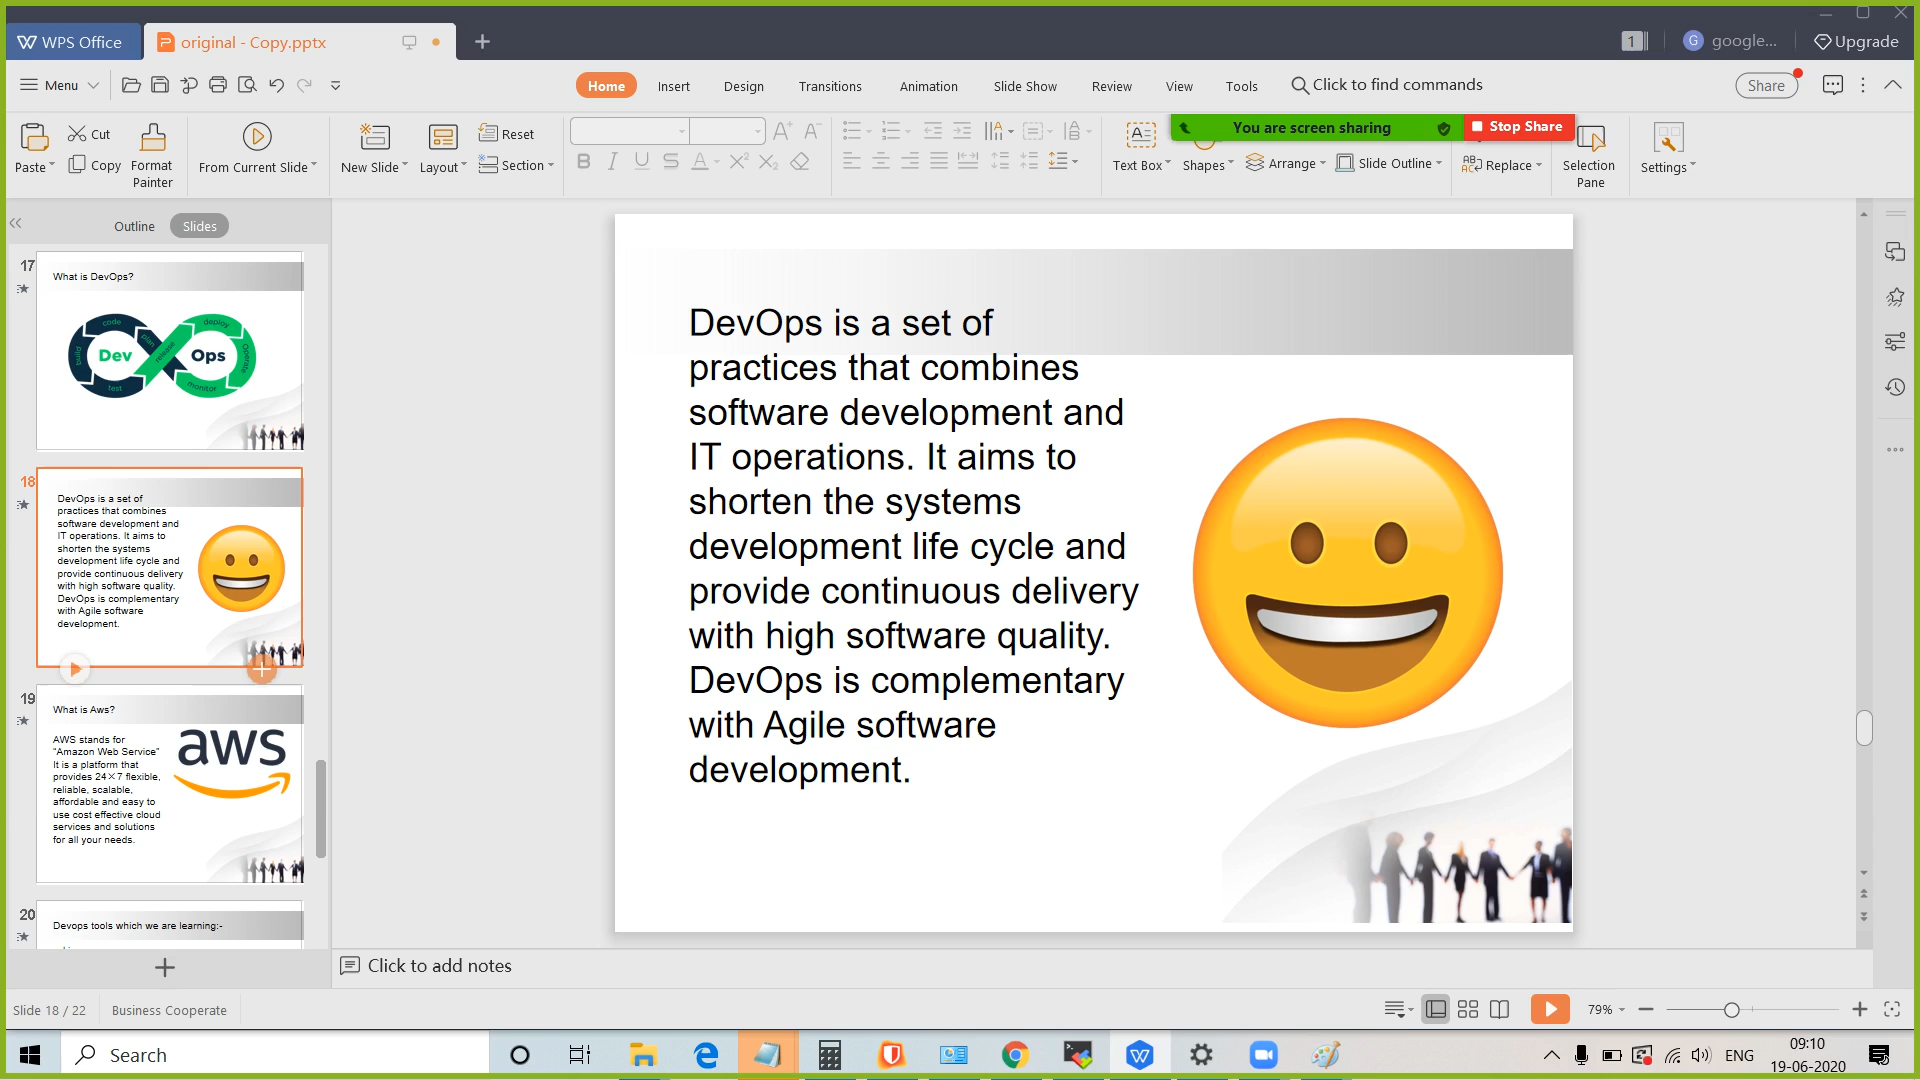 WPS Office
original - Copy.pptx
1
G google...
Upgrade
Menu
Home
Insert
Design
Transitions
Animation
Slide Show
Review
View
Tools
Click to find commands
Share
Paste
Cut
Copy
Format
Painter
From Current Slide
New Slide
Layout
Reset
Section
You are screen sharing
Stop Share
Text Box
Shapes
Arrange
Slide Outline
Replace
Selection
Pane
Settings
Outline
Slides
17
What is DevOps?
code
deploy
plan
release
build
Dev
Ops
operate
test
monitor
18
DevOps is a set of
practices that combines
software development and
IT operations. It aims to
shorten the systems
development life cycle and
provide continuous delivery
with high software quality.
DevOps is complementary
with Agile software
development.
19
What is Aws?
AWS stands for
"Amazon Web Service"
It is a platform that
provides 24×7 flexible,
reliable, scalable,
affordable and easy to
use cost effective cloud
services and solutions
for all your needs.
aws
20
Devops tools which we are learning:-
DevOps is a set of
practices that combines
software development and
IT operations. It aims to
shorten the systems
development life cycle and
provide continuous delivery
with high software quality.
DevOps is complementary
with Agile software
development.
Click to add notes
Slide 18 / 22
Business Cooperate
79%
Search
ENG
09:10
19-06-2020